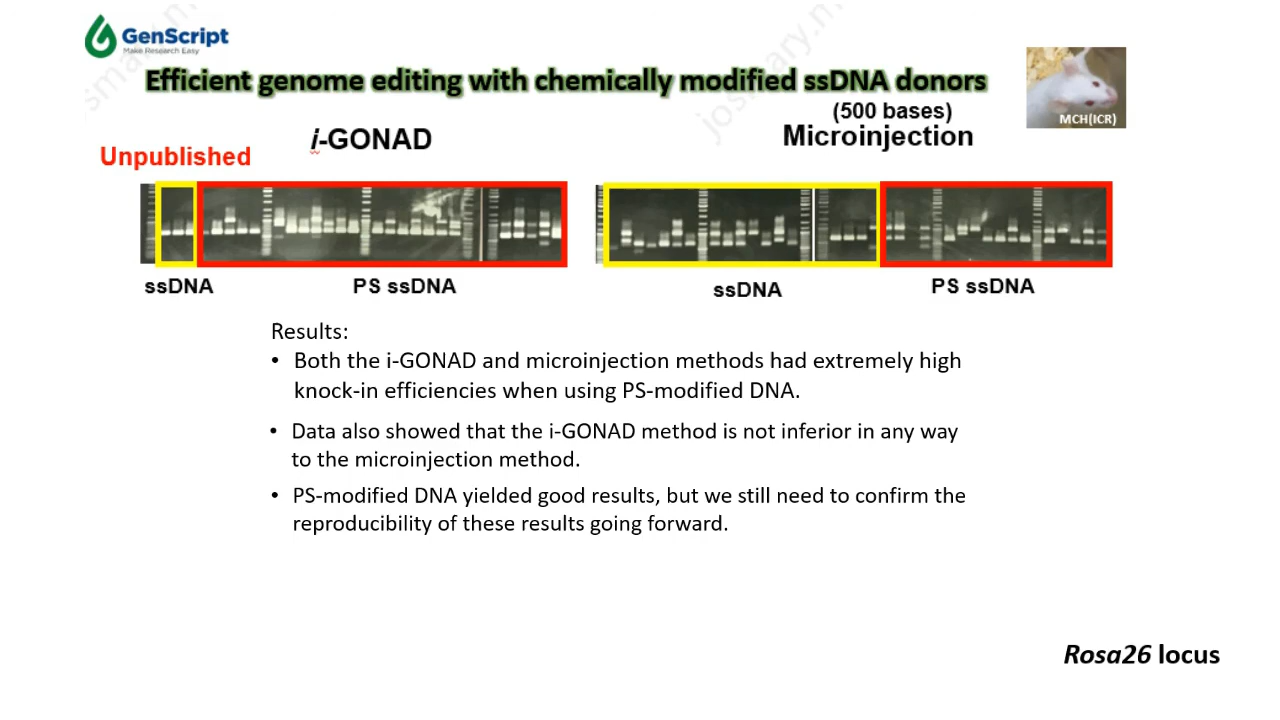 GenScript
Make Research Easy
Efficient genome editing with chemically modified ssDNA donors
(500 bases)
MCH(ICR)
Unpublished
i-GONAD
Microinjection
ssDNA
PS ssDNA
ssDNA
PS ssDNA
Results:
• Both the i-GONAD and microinjection methods had extremely high
knock-in efficiencies when using PS-modified DNA.
• Data also showed that the i-GONAD method is not inferior in any way
to the microinjection method.
• PS-modified DNA yielded good results, but we still need to confirm the
reproducibility of these results going forward.
Rosa26 locus